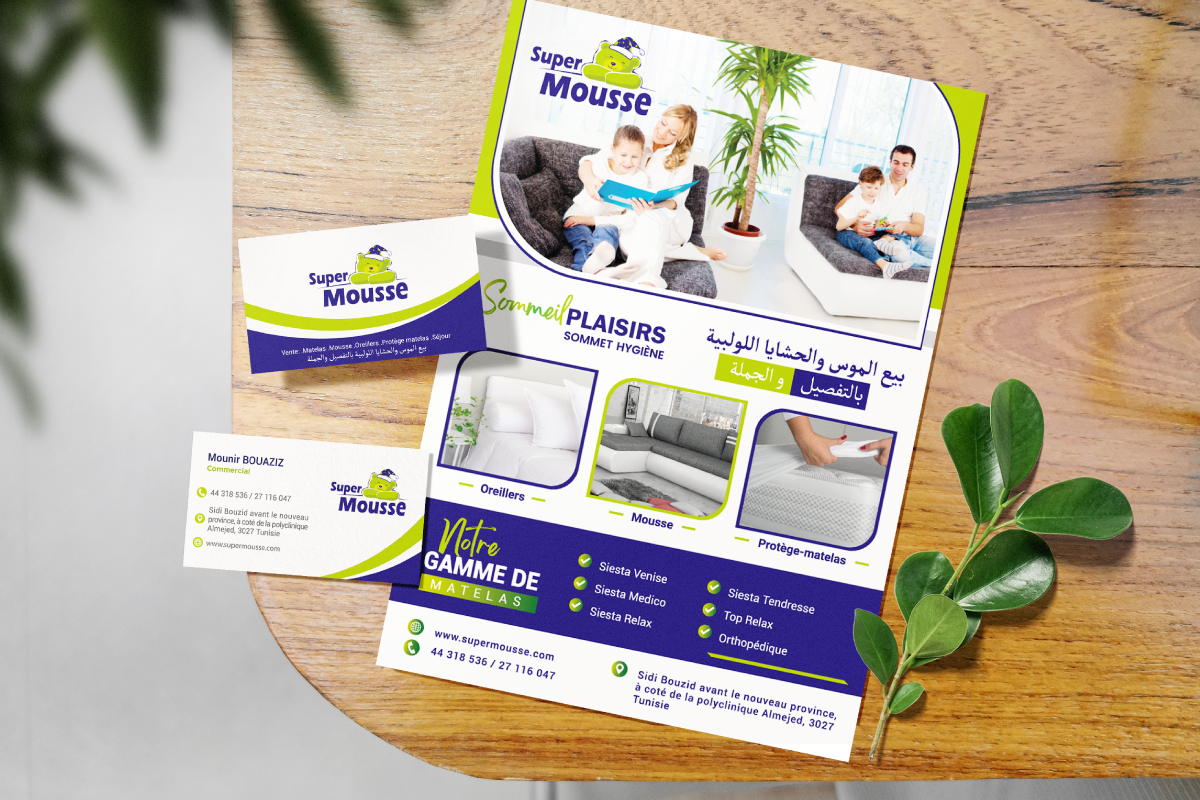 Super
Mousse
Sommeil PLAISIRS
SOMMET HYGIÈNE
بيع الموس والحشايا اللولبية
بالتفصيل و الجملة
Oreillers
Mousse
Protège-matelas
Notre
GAMME DE
MATELAS
Siesta Venise
Siesta Medico
Siesta Relax
Siesta Tendresse
Top Relax
Orthopédique
www.supermousse.com
44 318 536 / 27 116 047
Sidi Bouzid avant le nouveau province,
à coté de la polyclinique Almejed, 3027
Tunisie
Super
Mousse
Vente: .Matelas .Mousse .Oreillers .Protège matelas .Séjour
بيع الموس والحشايا اللولبية بالتفصيل والجملة
Mounir BOUAZIZ
Commercial
44 318 536 / 27 116 047
Sidi Bouzid avant le nouveau
province, à coté de la polyclinique
Almejed, 3027 Tunisie
www.supermousse.com
Super
Mousse